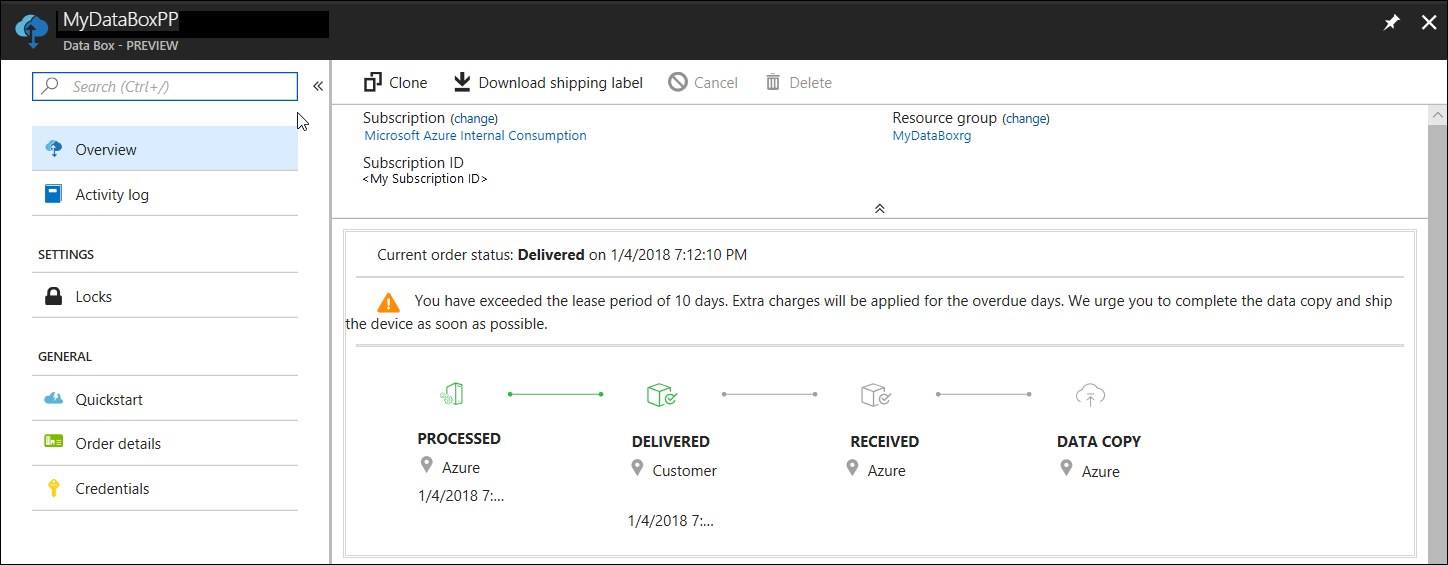 MyDataBoxPP
Data Box - PREVIEW
Search (Ctrl+/)
Overview
Activity log
SETTINGS
Locks
GENERAL
Quickstart
Order details
Credentials
Clone
Download shipping label
Cancel
Delete
Subscription (change)
Microsoft Azure Internal Consumption
Subscription ID
<My Subscription ID>
Resource group (change)
MyDataBoxrg
Current order status: Delivered on 1/4/2018 7:12:10 PM
You have exceeded the lease period of 10 days. Extra charges will be applied for the overdue days. We urge you to complete the data copy and ship
the device as soon as possible.
PROCESSED
Azure
1/4/2018 7:...
DELIVERED
Customer
1/4/2018 7:...
RECEIVED
Azure
DATA COPY
Azure